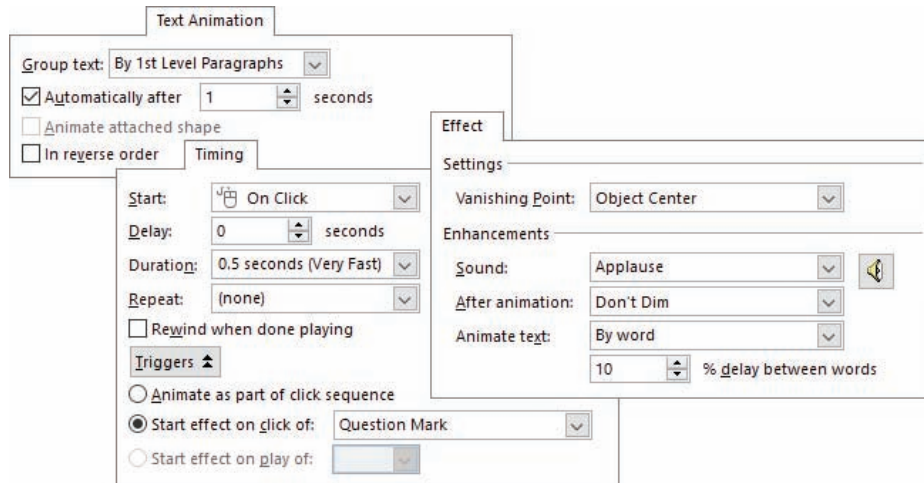 Text Animation
Group text: By 1st Level Paragraphs
Automatically after 1 seconds
Animate attached shape
In reverse order
Timing
Start: On Click
Delay: 0 seconds
Duration: 0.5 seconds (Very Fast)
Repeat: (none)
Rewind when done playing
Triggers
Animate as part of click sequence
Start effect on click of: Question Mark
Start effect on play of:
Effect
Settings
Vanishing Point: Object Center
Enhancements
Sound: Applause
After animation: Don't Dim
Animate text: By word
10 % delay between words